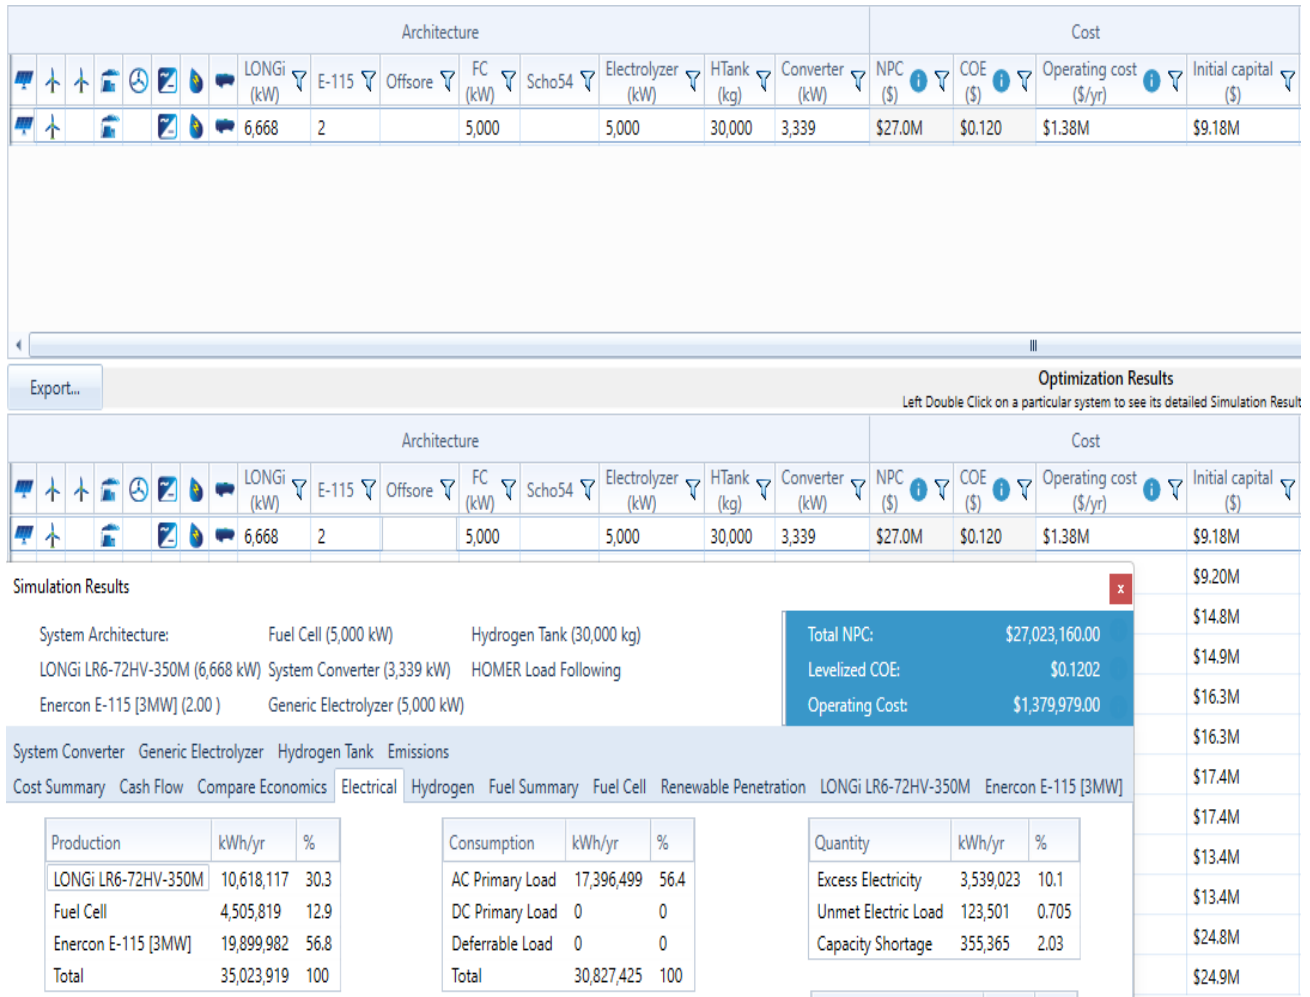 Architecture Cost
LONGi (kW) E-115 Offsore FC (kW) Scho54 Electrolyzer (kW) HTank (kg) Converter (kW) NPC ($) COE ($) Operating cost ($/yr) Initial capital ($)
6,668 2 5,000 5,000 30,000 3,339 $27.0M $0.120 $1.38M $9.18M
Export...
Optimization Results
Left Double Click on a particular system to see its detailed Simulation Result
Architecture Cost
LONGi (kW) E-115 Offsore FC (kW) Scho54 Electrolyzer (kW) HTank (kg) Converter (kW) NPC ($) COE ($) Operating cost ($/yr) Initial capital ($)
6,668 2 5,000 5,000 30,000 3,339 $27.0M $0.120 $1.38M $9.18M
$9.20M
$14.8M
$14.9M
$16.3M
$16.3M
$17.4M
$17.4M
$13.4M
$13.4M
$24.8M
$24.9M
Simulation Results x
System Architecture: Fuel Cell (5,000 kW) Hydrogen Tank (30,000 kg) Total NPC: $27,023,160.00
LONGi LR6-72HV-350M (6,668 kW) System Converter (3,339 kW) HOMER Load Following Levelized COE: $0.1202
Enercon E-115 [3MW] (2.00 ) Generic Electrolyzer (5,000 kW) Operating Cost: $1,379,979.00
System Converter Generic Electrolyzer Hydrogen Tank Emissions
Cost Summary Cash Flow Compare Economics Electrical Hydrogen Fuel Summary Fuel Cell Renewable Penetration LONGi LR6-72HV-350M Enercon E-115 [3MW]
Production kWh/yr % Consumption kWh/yr % Quantity kWh/yr %
LONGi LR6-72HV-350M 10,618,117 30.3 AC Primary Load 17,396,499 56.4 Excess Electricity 3,539,023 10.1
Fuel Cell 4,505,819 12.9 DC Primary Load 0 0 Unmet Electric Load 123,501 0.705
Enercon E-115 [3MW] 19,899,982 56.8 Deferrable Load 0 0 Capacity Shortage 355,365 2.03
Total 35,023,919 100 Total 30,827,425 100